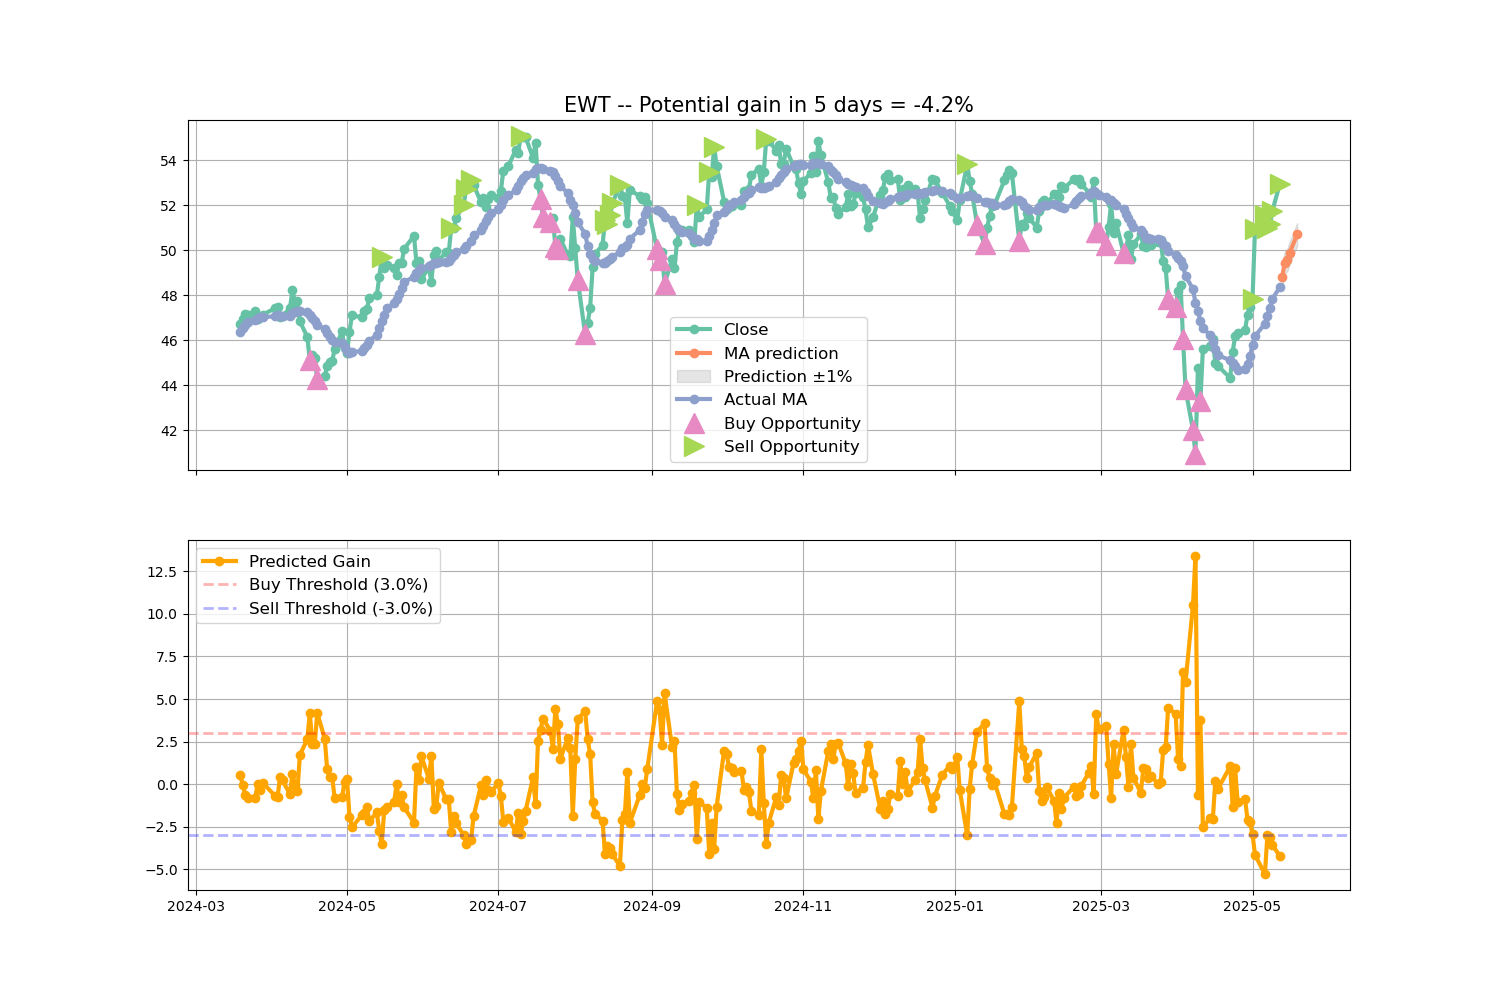 EWT -- Potential gain in 5 days = -4.2%
54
52
50
48
46
44
42
Close
MA prediction
Prediction ±1%
Actual MA
Buy Opportunity
Sell Opportunity
Predicted Gain
Buy Threshold (3.0%)
Sell Threshold (-3.0%)
12.5
10.0
7.5
5.0
2.5
0.0
−2.5
−5.0
2024-03 2024-05 2024-07 2024-09 2024-11 2025-01 2025-03 2025-05